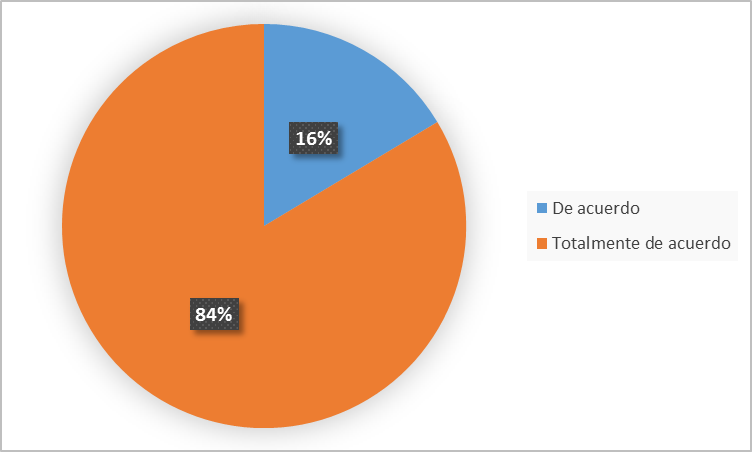 16%
84%
De acuerdo
Totalmente de acuerdo